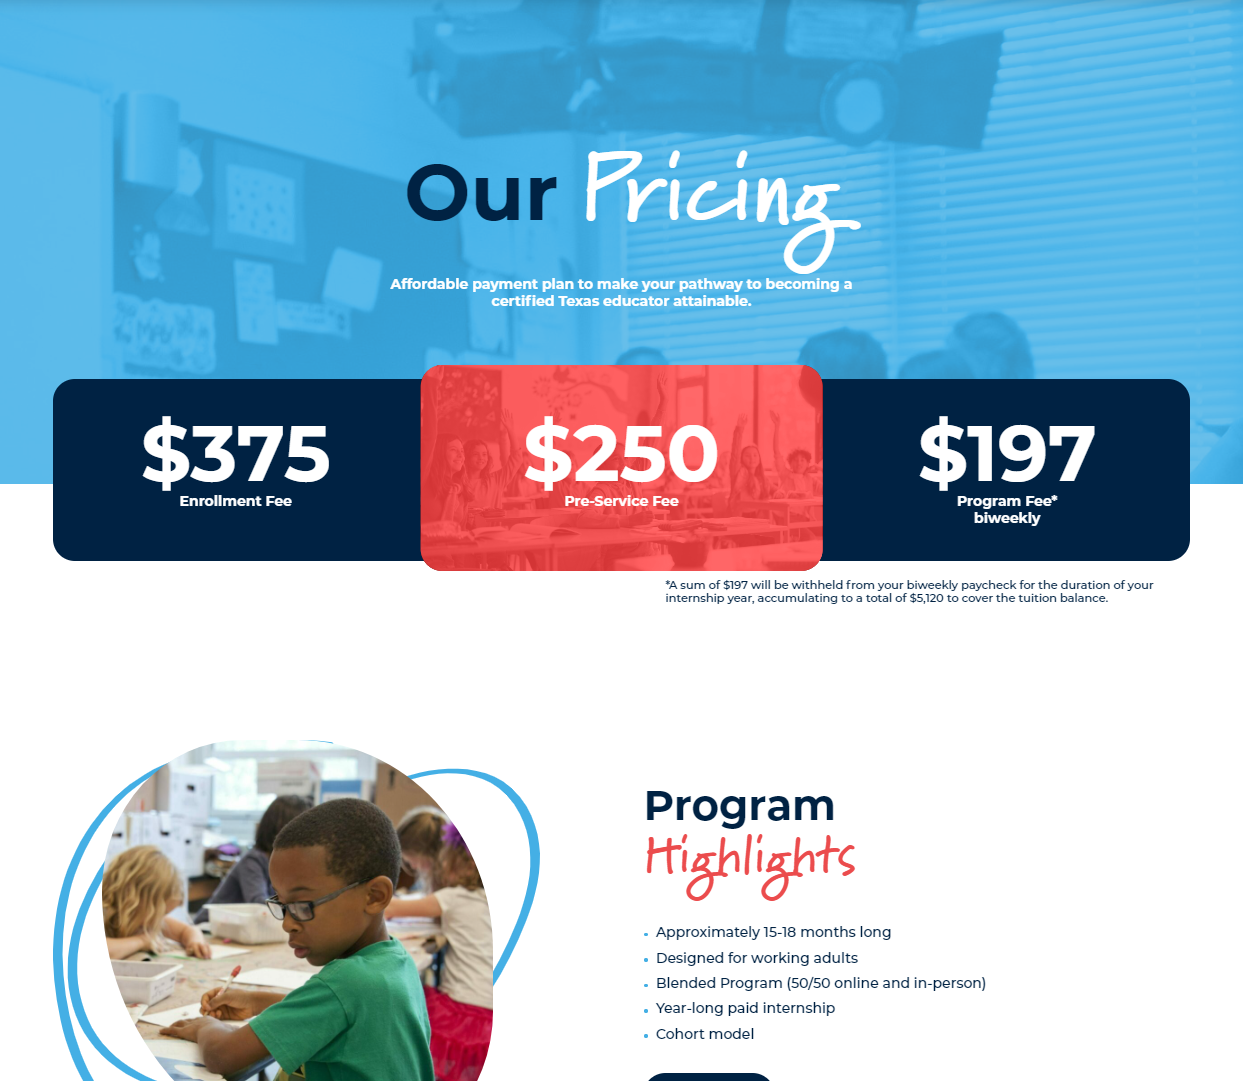 Our Pricing
Affordable payment plan to make your pathway to becoming a
certified Texas educator attainable.
$375
Enrollment Fee
$250
Pre-Service Fee
$197
Program Fee*
biweekly
*A sum of $197 will be withheld from your biweekly paycheck for the duration of your
internship year, accumulating to a total of $5,120 to cover the tuition balance.
Program
Highlights
Approximately 15-18 months long
Designed for working adults
Blended Program (50/50 online and in-person)
Year-long paid internship
Cohort model